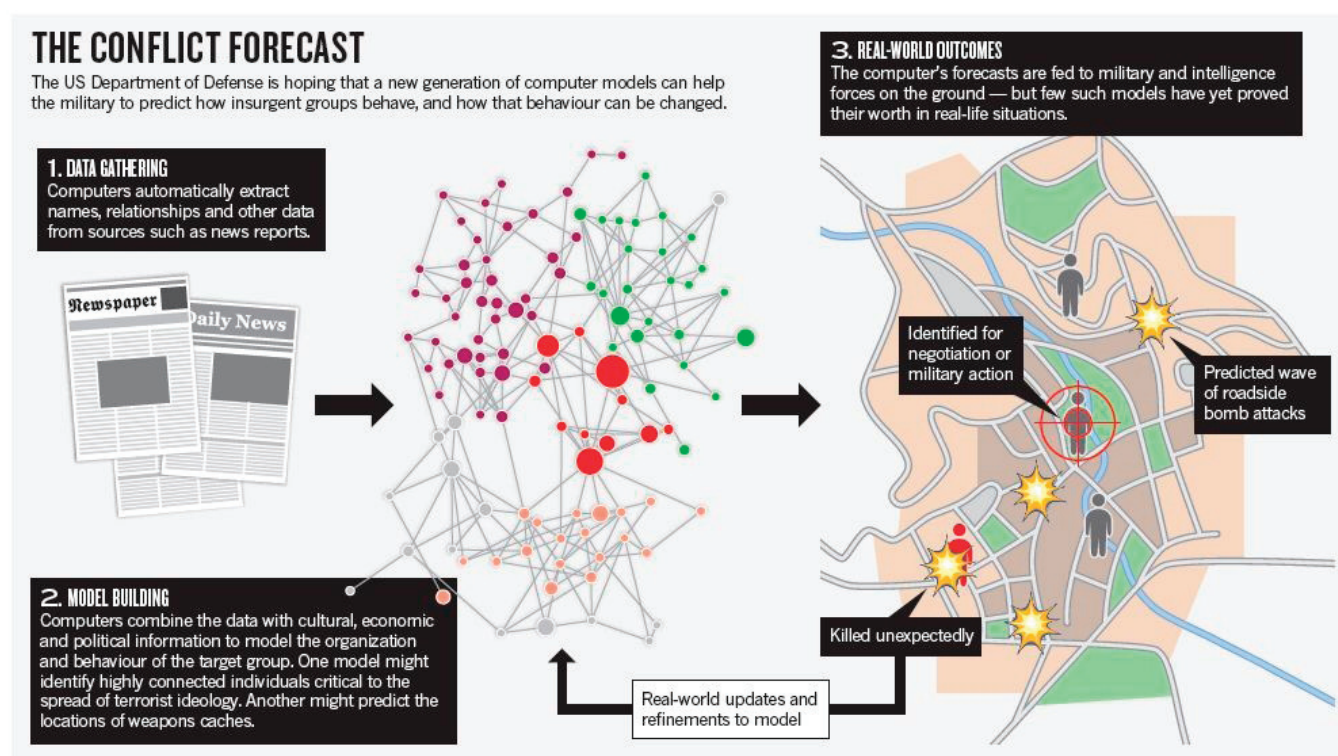 THE CONFLICT FORECAST
The US Department of Defense is hoping that a new generation of computer models can help
the military to predict how insurgent groups behave, and how that behaviour can be changed.
1. DATA GATHERING
Computers automatically extract
names, relationships and other data
from sources such as news reports.
Newspaper
Daily News
2. MODEL BUILDING
Computers combine the data with cultural, economic
and political information to model the organization
and behaviour of the target group. One model might
identify highly connected individuals critical to the
spread of terrorist ideology. Another might predict the
locations of weapons caches.
3. REAL-WORLD OUTCOMES
The computer's forecasts are fed to military and intelligence
forces on the ground — but few such models have yet proved
their worth in real-life situations.
Identified for
negotiation or
military action
Predicted wave
of roadside
bomb attacks
Killed unexpectedly
Real-world updates and
refinements to model